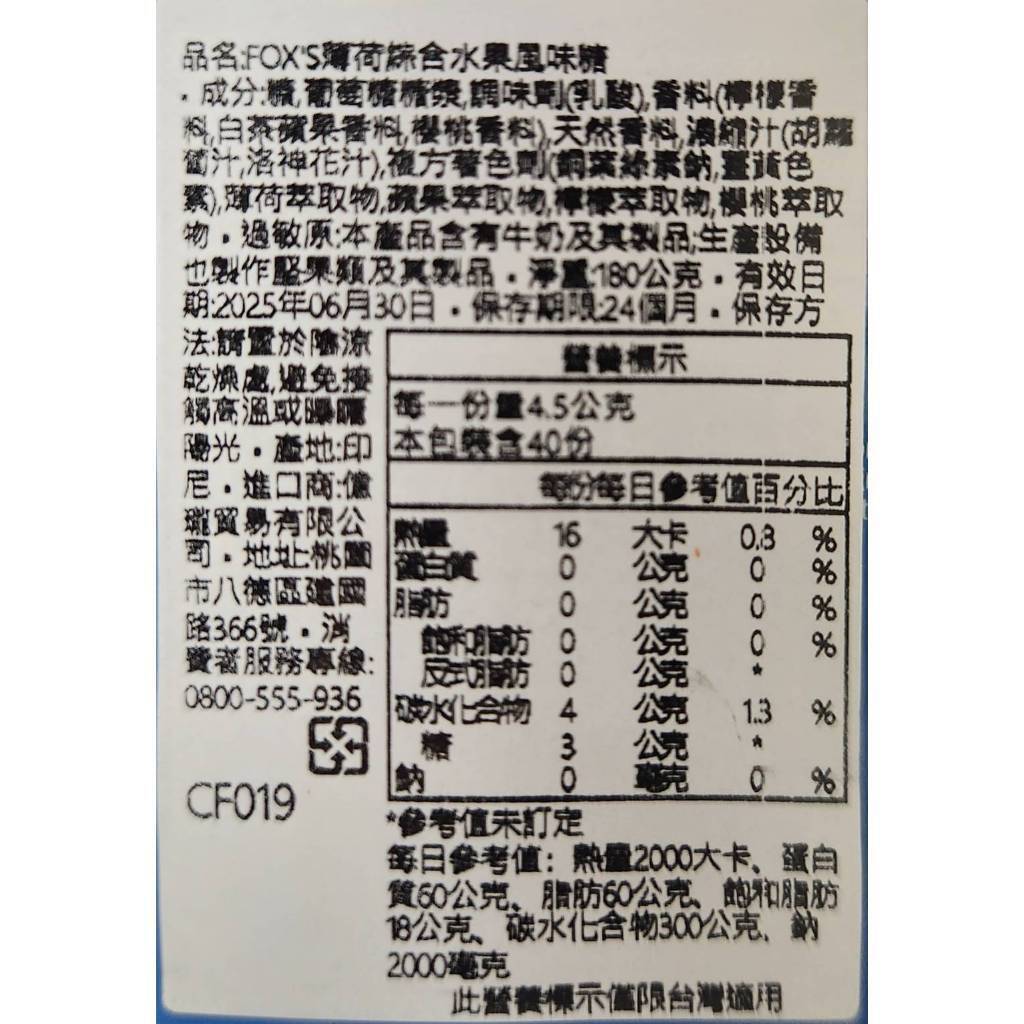 品名:FOX'S薄荷綜合水果風味糖
．成分:糖,葡萄糖糖漿,調味劑(乳酸),香料(檸檬香
料,白茶蘋果香料,櫻桃香料),天然香料,濃縮汁(胡蘿
蔔汁,洛神花汁),複方著色劑(銅葉綠素鈉,薑黃色
素),薄荷萃取物,蘋果萃取物,檸檬萃取物,櫻桃萃取
物．過敏原:本產品含有牛奶及其製品;生產設備
也製作堅果類及其製品．淨重:180公克．有效日
期:2025年06月30日．保存期限:24個月．保存方
法:請置於陰涼
乾燥處,避免接
觸高溫或曝曬
陽光．產地:印
尼．進口商:億
瓏貿易有限公
司．地址:桃園
市八德區建國
路366號．消
費者服務專線:
0800-555-936
CF019
營養標示
每一份量4.5公克
本包裝含40份
每份每日參考值百分比
熱量 16 大卡 0.8 %
蛋白質 0 公克 0 %
脂肪 0 公克 0 %
飽和脂肪 0 公克 0 %
反式脂肪 0 公克 *
碳水化合物 4 公克 1.3 %
糖 3 公克 *
鈉 0 毫克 0 %
*參考值未訂定
每日參考值：熱量2000大卡、蛋白
質60公克、脂肪60公克、飽和脂肪
18公克、碳水化合物300公克、鈉
2000毫克
此營養標示僅限台灣適用